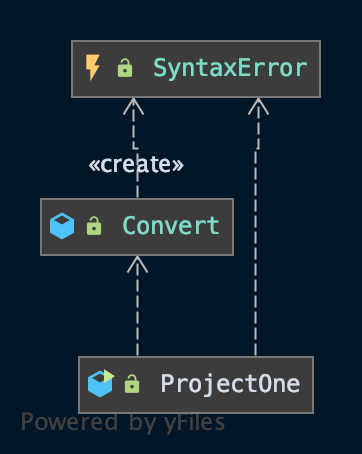 SyntaxError
«create»
Convert
ProjectOne
Powered by yFiles